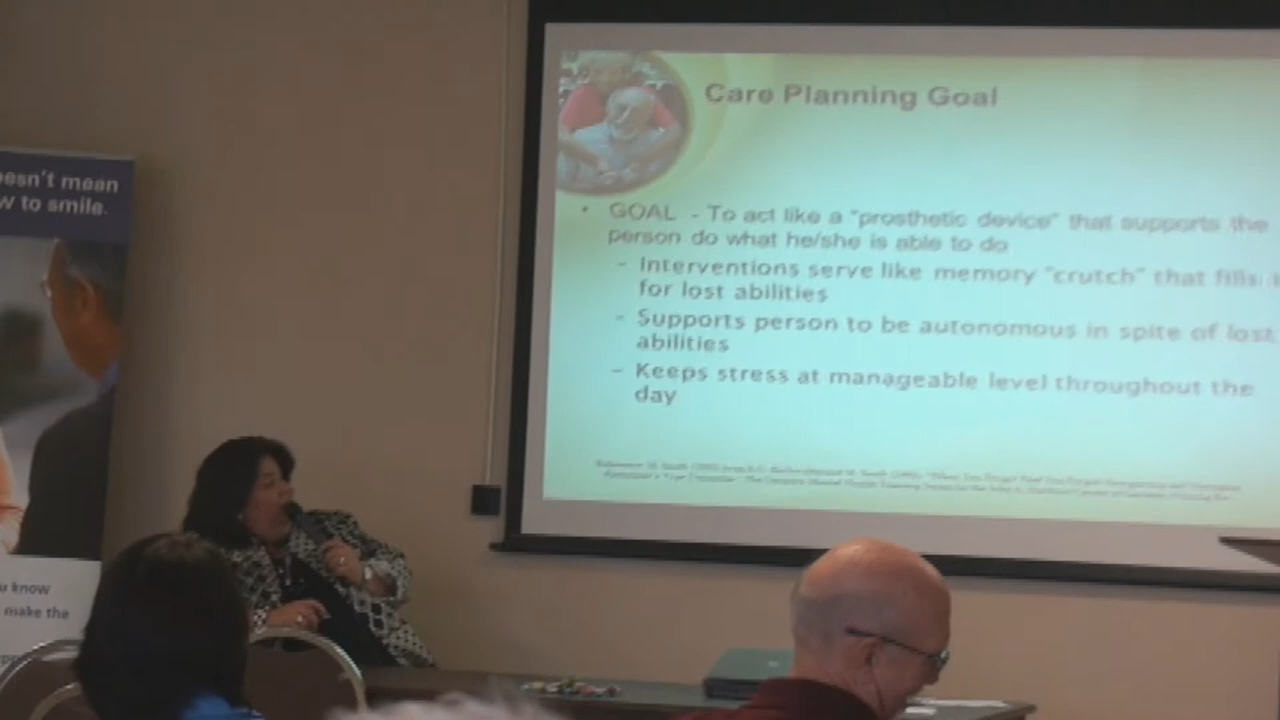 esn't mean
w to smile.
u know
make the
Care Planning Goal
• GOAL - To act like a "prosthetic device" that supports the
person do what he/she is able to do
- Interventions serve like memory "crutch" that fills
for lost abilities
- Supports person to be autonomous in spite of lost
abilities
- Keeps stress at manageable level throughout the
day